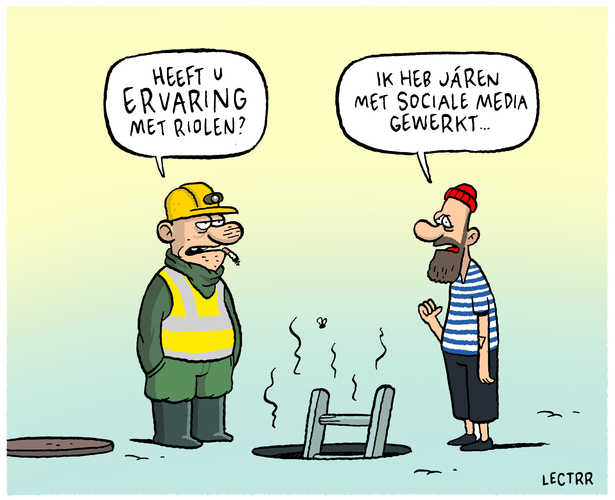 HEEFT U
ERVARING
MET RIOLEN?
IK HEB JÁREN
MET SOCIALE MEDIA
GEWERKT...
LECTRR